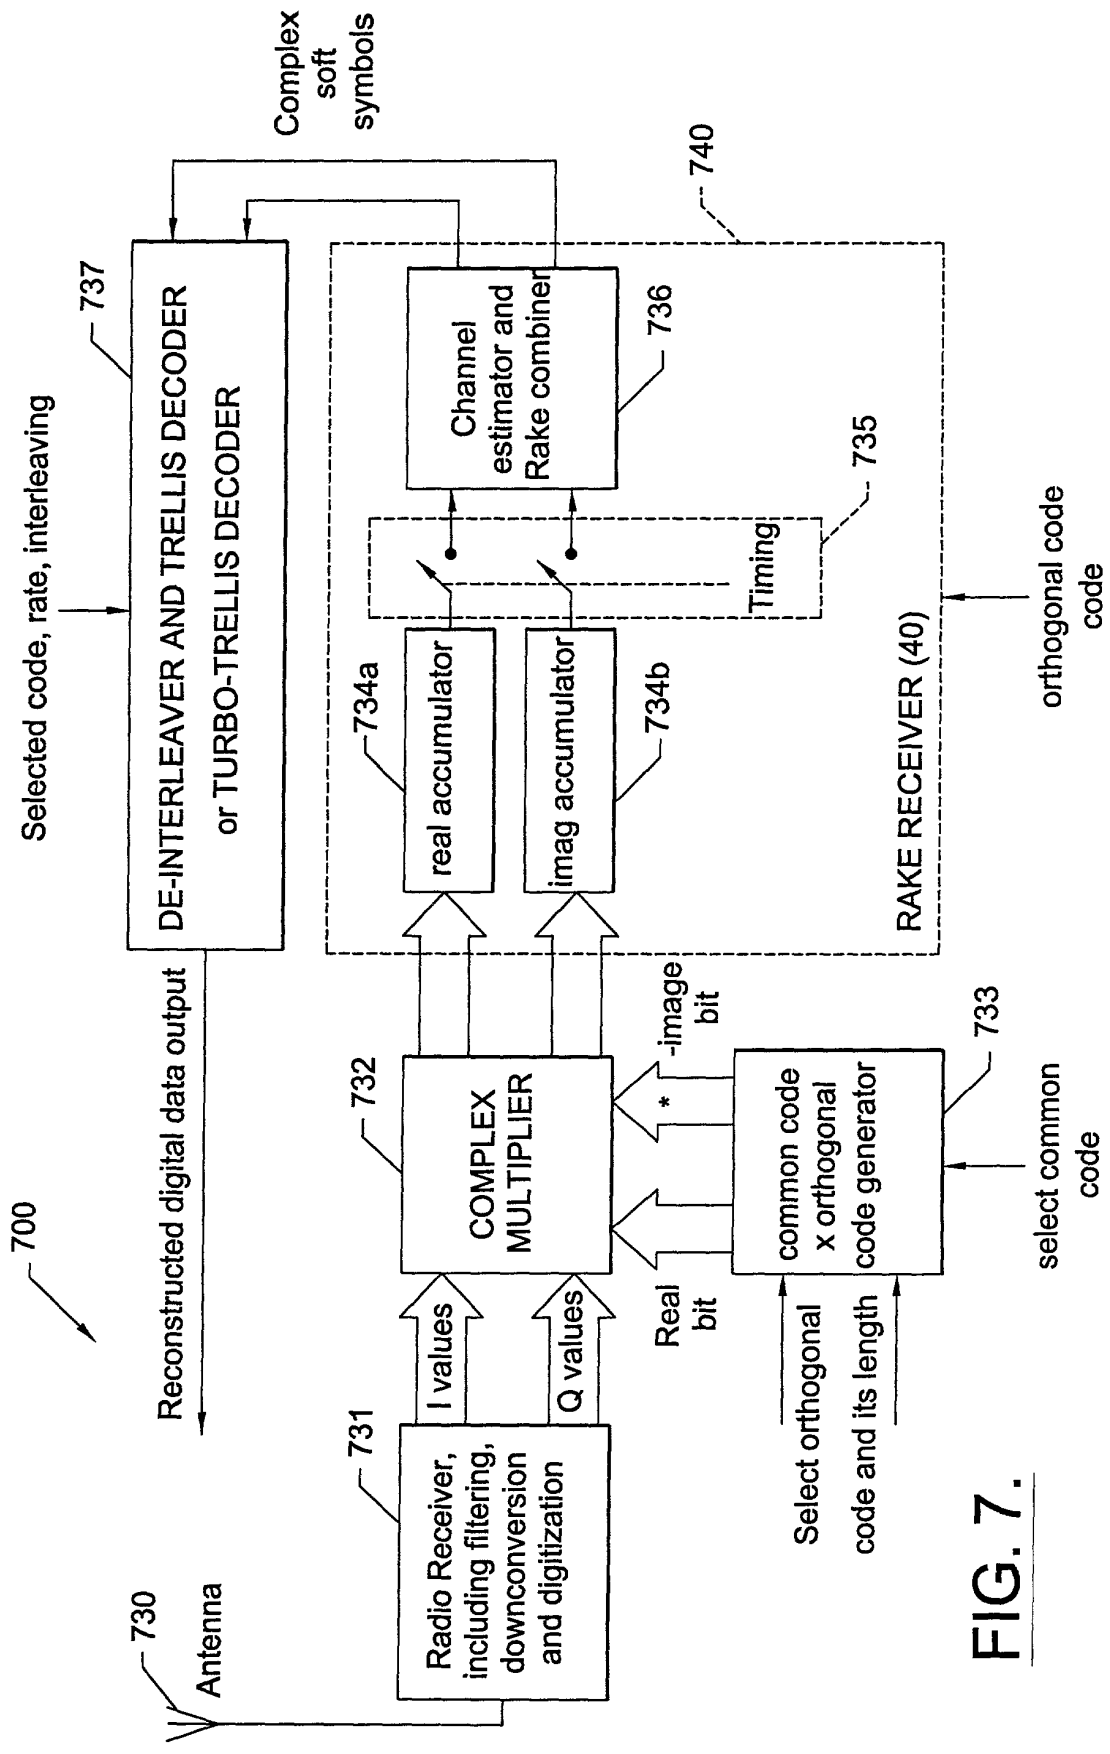 700
730
Antenna
731
Radio Receiver,
including filtering,
downconversion
and digitization
I values
Q values
732
COMPLEX
MULTIPLIER
Real
bit
*
-image
bit
733
common code
x orthogonal
code generator
Select orthogonal
code and its length
select common
code
734a
real accumulator
734b
imag accumulator
Timing
735
Channel
estimator and
Rake combiner
736
740
RAKE RECEIVER (40)
orthogonal code
code
Complex
soft
symbols
737
DE-INTERLEAVER AND TRELLIS DECODER
or TURBO-TRELLIS DECODER
Selected code, rate, interleaving
Reconstructed digital data output
FIG. 7.